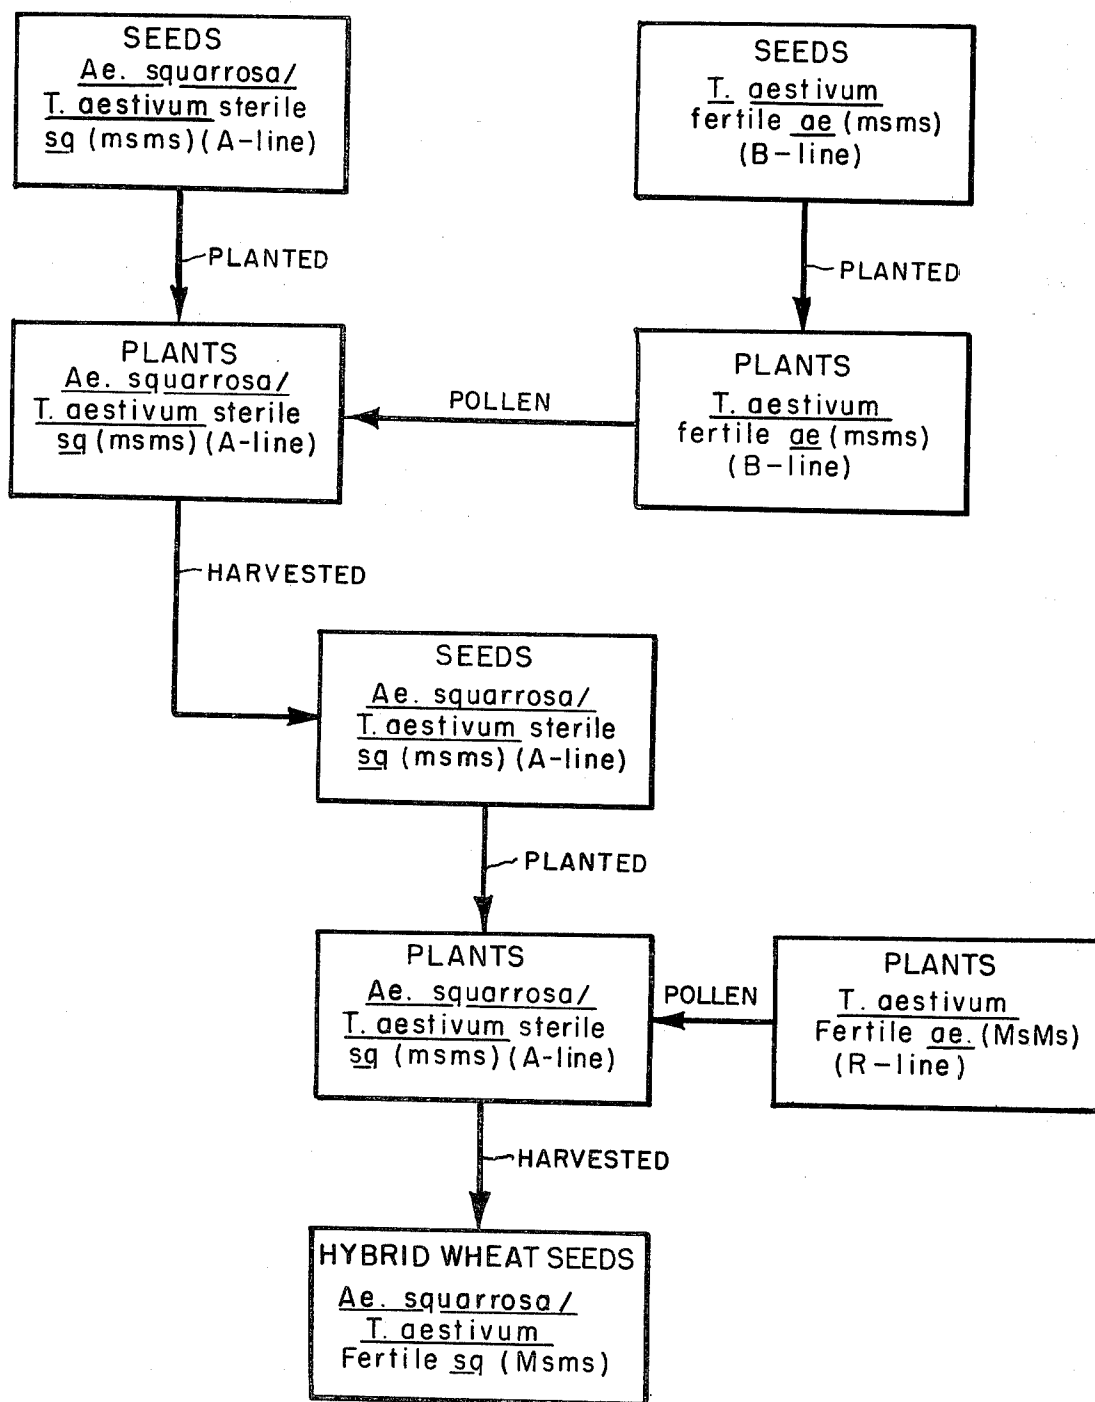 SEEDS
Ae. squarrosa/
T. aestivum sterile
sq (msms) (A-line)
SEEDS
T. aestivum
fertile ae (msms)
(B-line)
PLANTED
PLANTED
PLANTS
Ae. squarrosa/
T. aestivum sterile
sq (msms) (A-line)
POLLEN
PLANTS
T. aestivum
fertile ae (msms)
(B-line)
HARVESTED
SEEDS
Ae. squarrosa/
T. aestivum sterile
sq (msms) (A-line)
PLANTED
PLANTS
Ae. squarrosa/
T. aestivum sterile
sq (msms) (A-line)
POLLEN
PLANTS
T. aestivum
Fertile ae. (MsMs)
(R-line)
HARVESTED
HYBRID WHEAT SEEDS
Ae. squarrosa/
T. aestivum
Fertile sq (Msms)